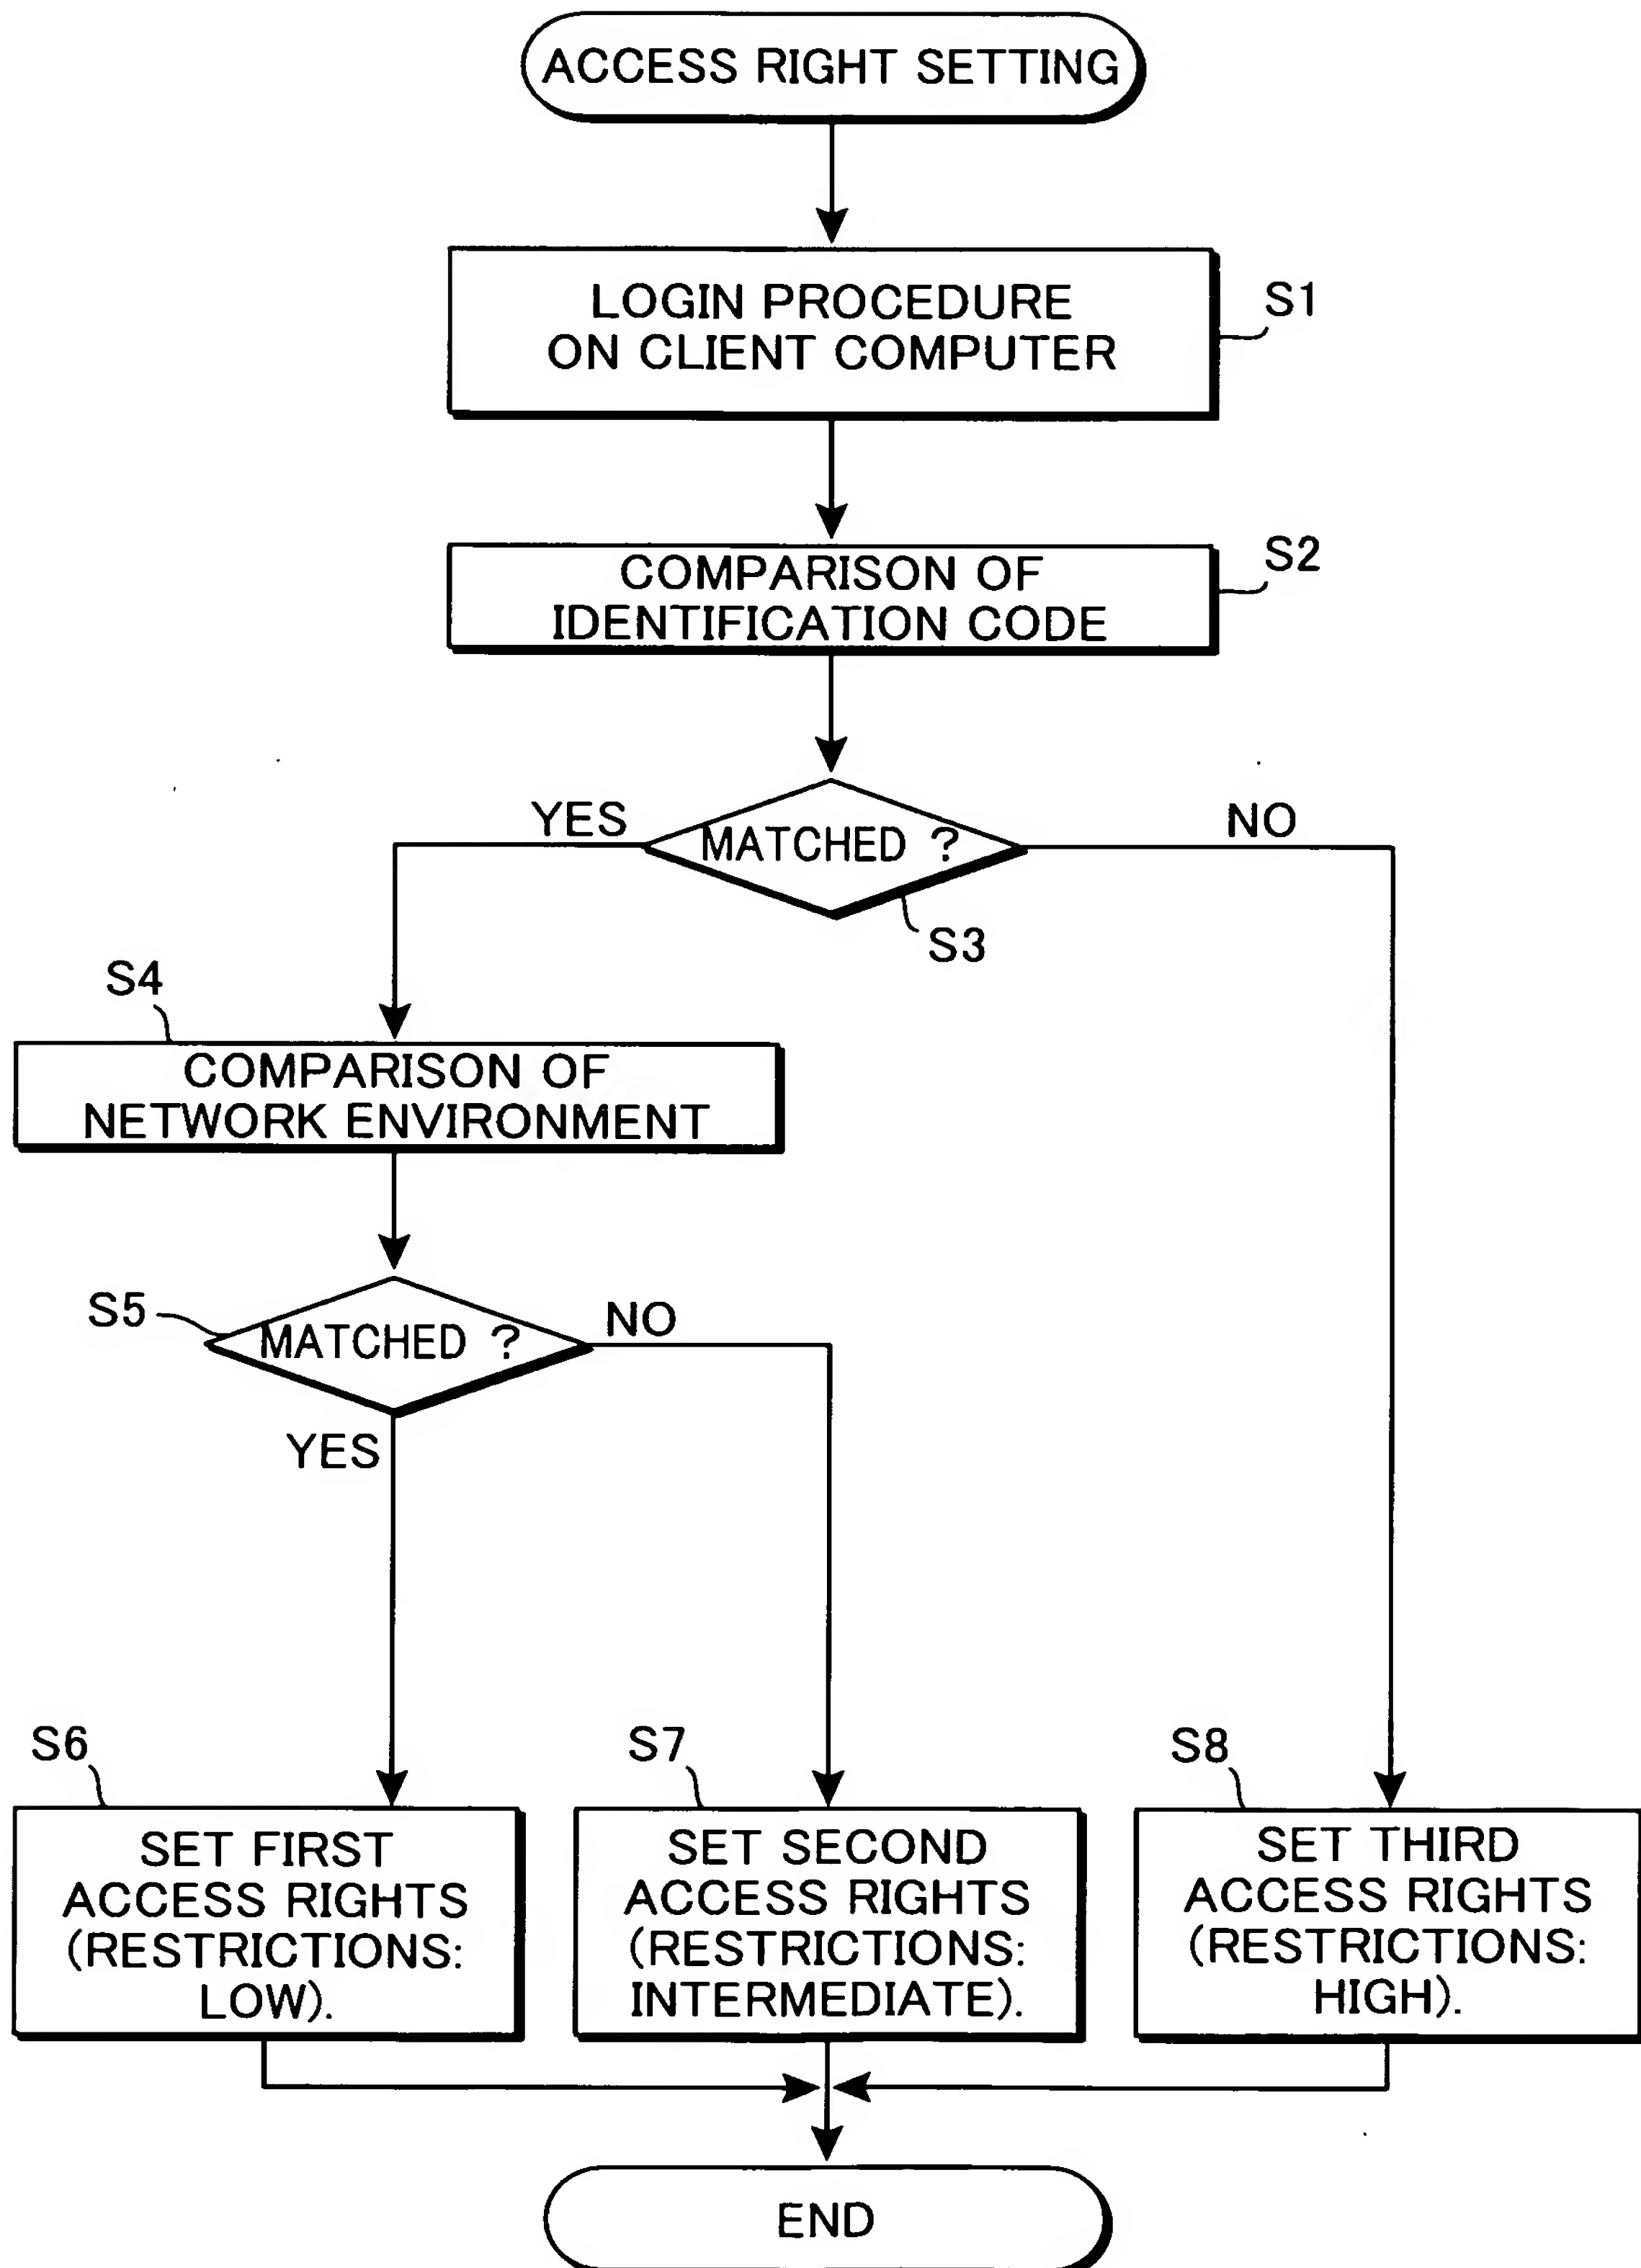 ACCESS RIGHT SETTING
LOGIN PROCEDURE
ON CLIENT COMPUTER
S1
COMPARISON OF
IDENTIFICATION CODE
S2
YES
MATCHED ?
NO
S3
S4
COMPARISON OF
NETWORK ENVIRONMENT
S5
MATCHED ?
NO
YES
S6
SET FIRST
ACCESS RIGHTS
(RESTRICTIONS:
LOW).
S7
SET SECOND
ACCESS RIGHTS
(RESTRICTIONS:
INTERMEDIATE).
S8
SET THIRD
ACCESS RIGHTS
(RESTRICTIONS:
HIGH).
END